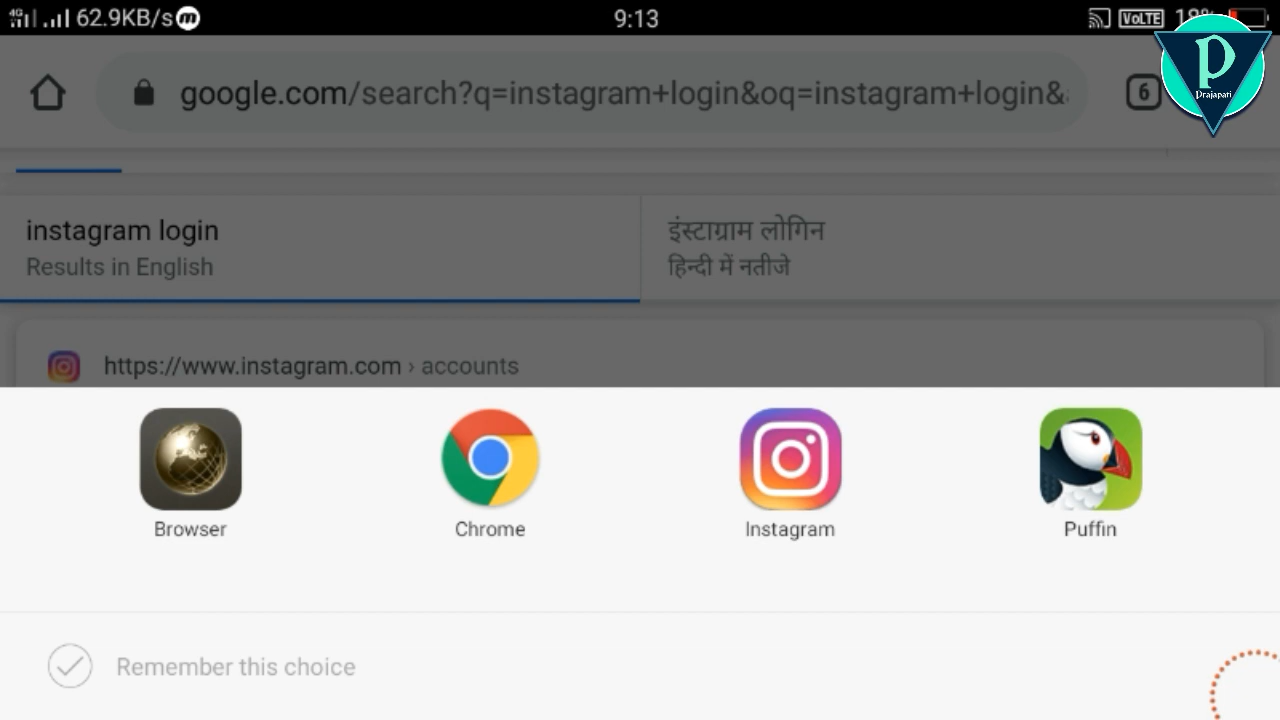 4G 62.9KB/s m
9:13
VoLTE
P
Prajapati
google.com/search?q=instagram+login&oq=instagram+login&
6
instagram login
Results in English
इंस्टाग्राम लोगिन
हिन्दी में नतीजे
https://www.instagram.com › accounts
Browser
Chrome
Instagram
Puffin
Remember this choice